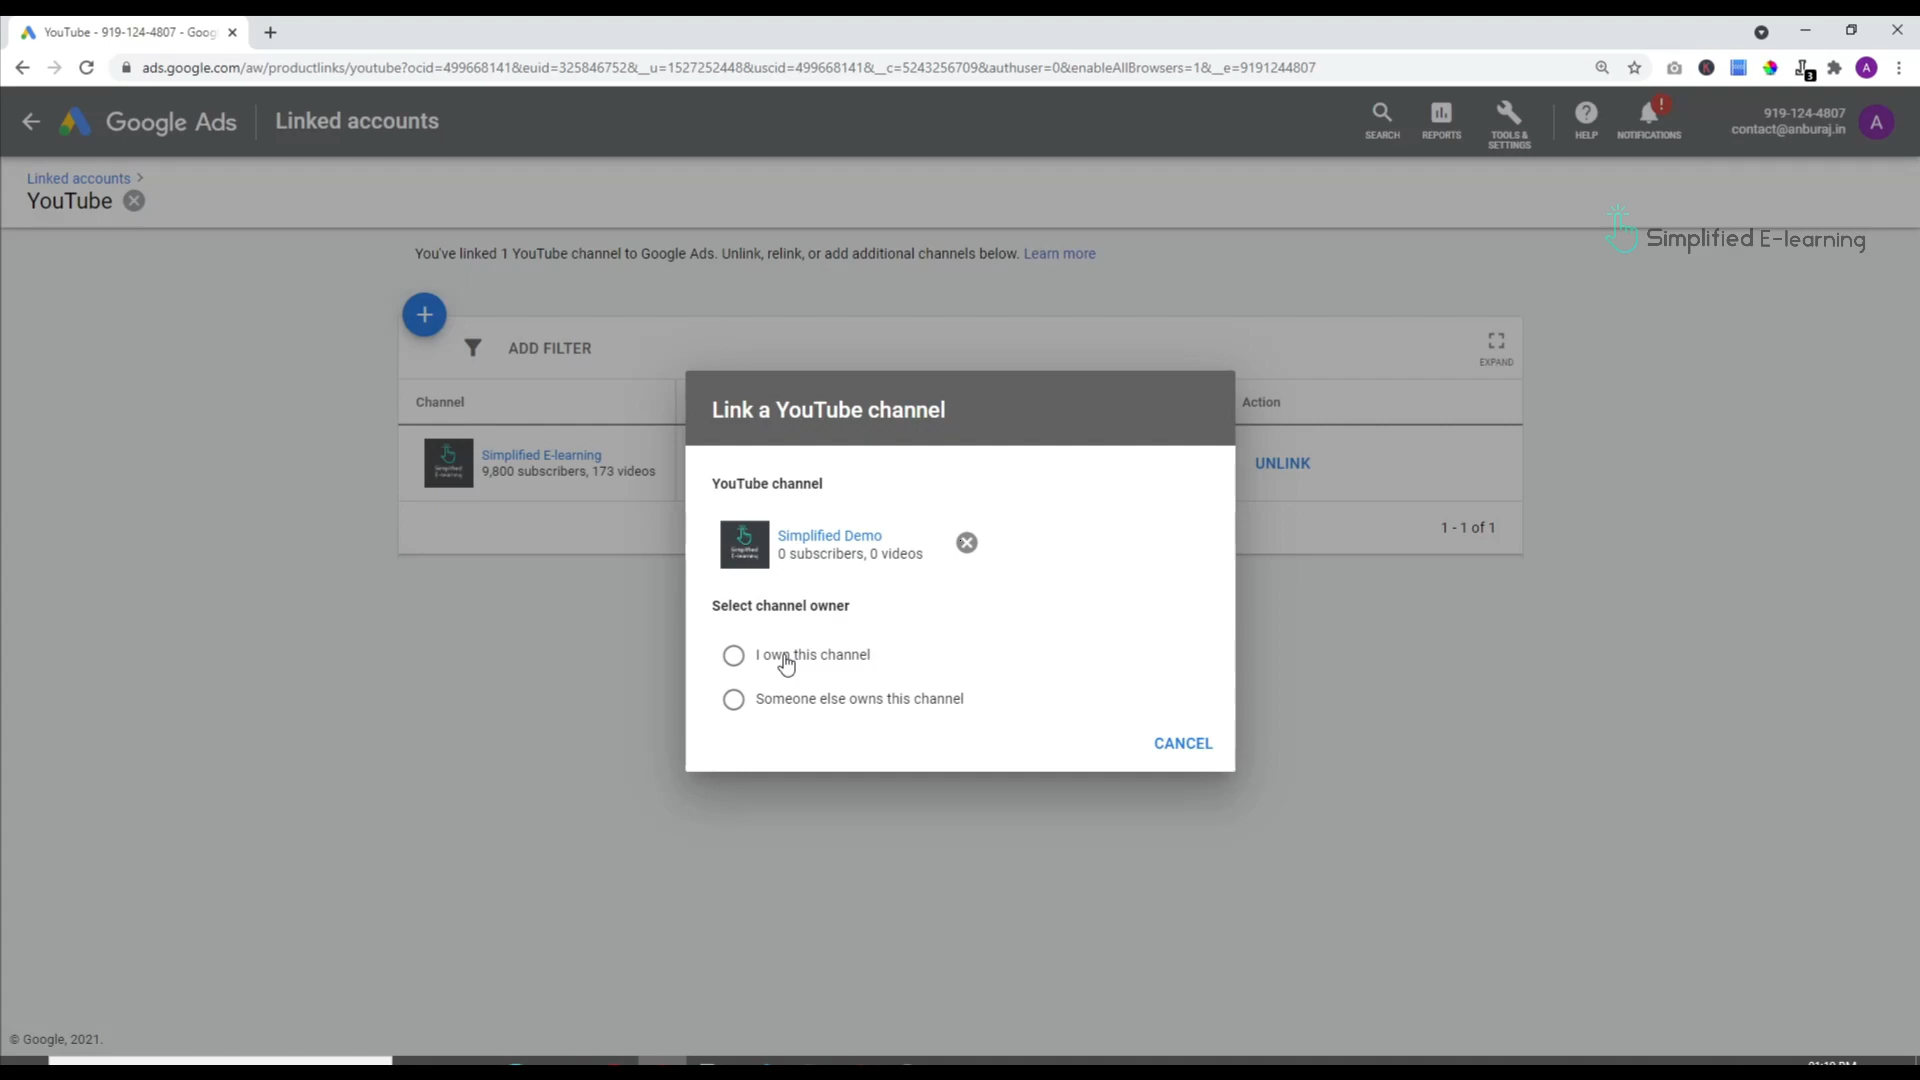 YouTube - 919-124-4807 - Goog
ads.google.com/aw/productlinks/youtube?ocid=499668141&euid=325846752&__u=1527252448&uscid=499668141&__c=5243256709&authuser=0&enableAllBrowsers=1&__e=9191244807
3
A
Google Ads
Linked accounts
SEARCH
REPORTS
TOOLS & SETTINGS
HELP
NOTIFICATIONS
919-124-4807
contact@anburaj.in
A
Linked accounts
YouTube
Simplified E-learning
You've linked 1 YouTube channel to Google Ads. Unlink, relink, or add additional channels below. Learn more
ADD FILTER
EXPAND
Channel
Action
Simplified E-learning
9,800 subscribers, 173 videos
UNLINK
1 - 1 of 1
Link a YouTube channel
YouTube channel
Simplified Demo
0 subscribers, 0 videos
Select channel owner
I own this channel
Someone else owns this channel
CANCEL
© Google, 2021.